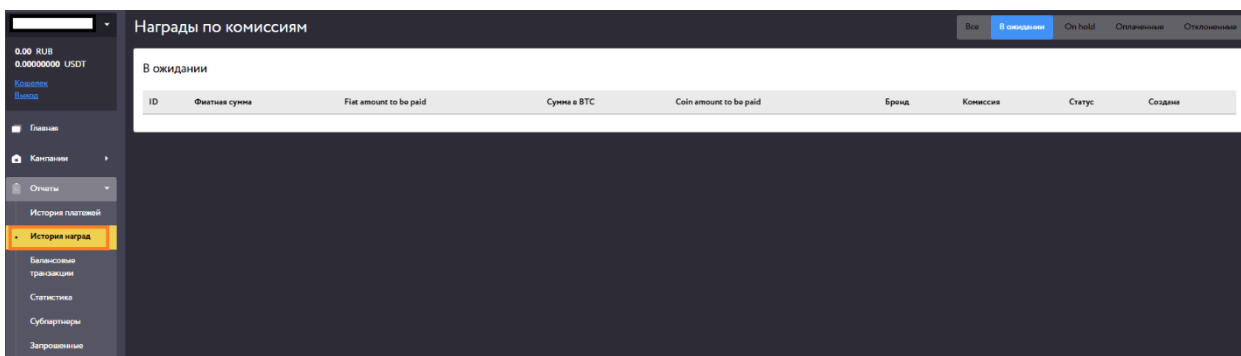 Награды по комиссиям
Все
В ожидании
On hold
Оплаченные
Отклоненные
0.00 RUB
0.00000000 USDT
Кошелек
Выход
Главная
Кампании
Отчеты
История платежей
История наград
Балансовые
транзакции
Статистика
Субпартнеры
Запрошенные
В ожидании
ID Фиатная сумма Fiat amount to be paid Сумма в BTC Coin amount to be paid Бренд Комиссия Статус Создана